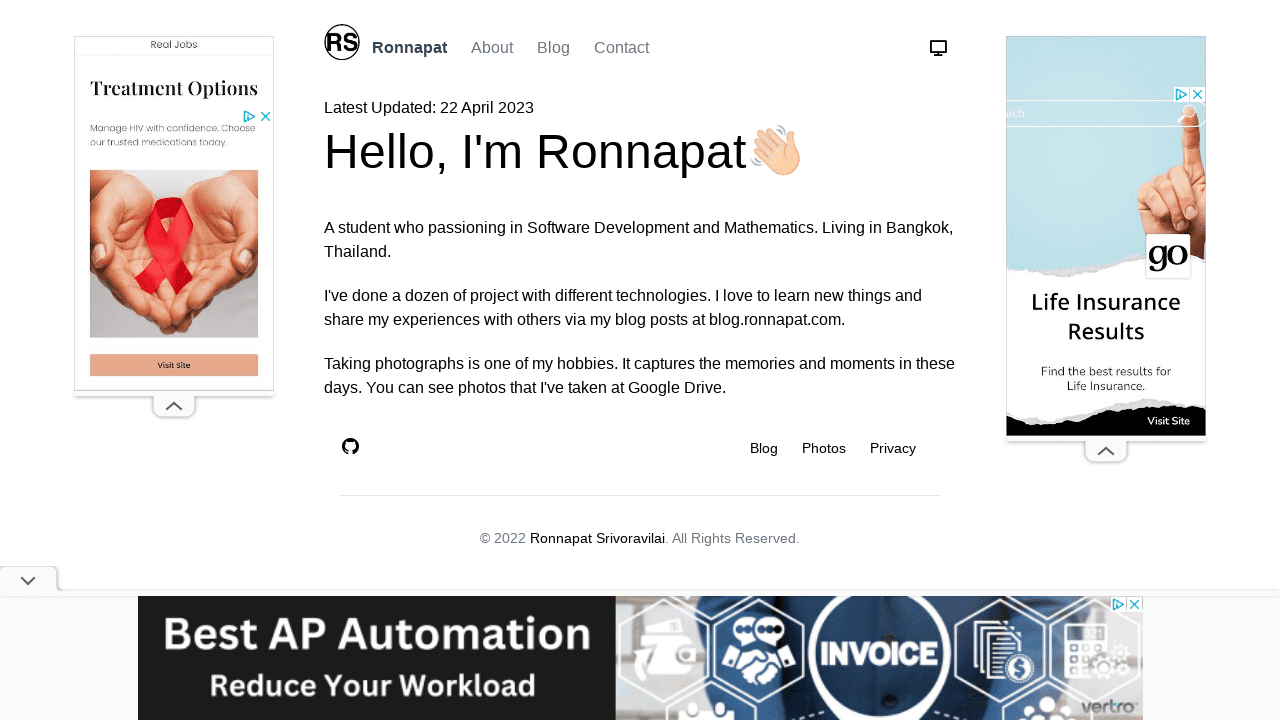 RS
Ronnapat
About
Blog
Contact
Latest Updated: 22 April 2023
Hello, I'm Ronnapat
A student who passioning in Software Development and Mathematics. Living in Bangkok,
Thailand.
I've done a dozen of project with different technologies. I love to learn new things and
share my experiences with others via my blog posts at blog.ronnapat.com.
Taking photographs is one of my hobbies. It captures the memories and moments in these
days. You can see photos that I've taken at Google Drive.
Blog
Photos
Privacy
© 2022 Ronnapat Srivoravilai. All Rights Reserved.
Real Jobs
Treatment Options
Manage HIV with confidence. Choose
our trusted medications today.
Visit Site
rch...
go
Life Insurance
Results
Find the best results for
Life Insurance.
Visit Site
Best AP Automation
Reduce Your Workload
INVOICE
321
vertro